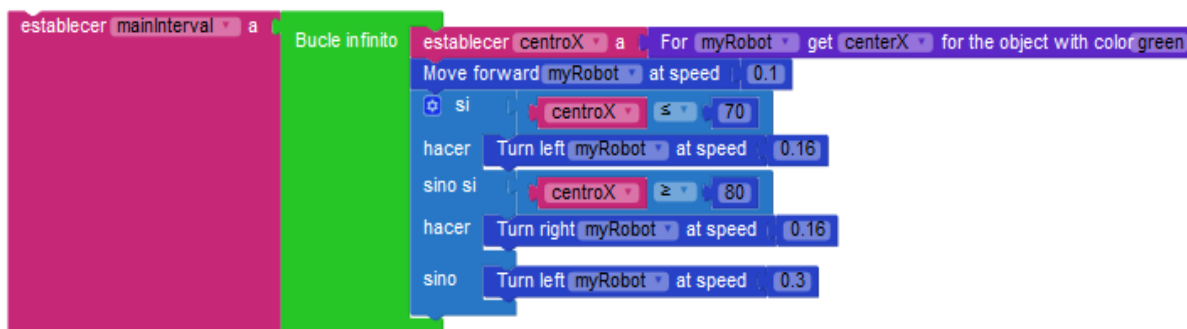 establecer mainInterval a Bucle infinito establecer centroX a For myRobot get centerX for the object with color green
Move forward myRobot at speed 0.1
si centroX ≤ 70
hacer Turn left myRobot at speed 0.16
sino si centroX ≥ 80
hacer Turn right myRobot at speed 0.16
sino Turn left myRobot at speed 0.3